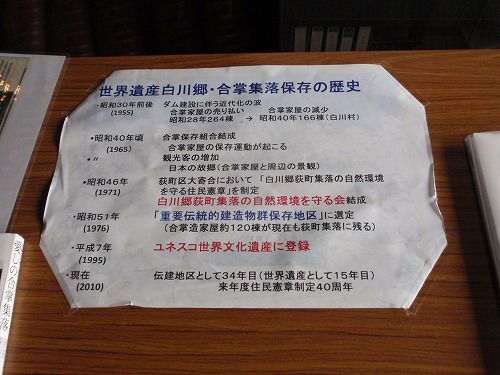 世界遺産白川郷・合掌集落保存の歴史
・昭和30年前後 ダム建設に伴う近代化の波
(1955) 合掌家屋の売り払い 合掌家屋の減少
昭和28年264棟 → 昭和40年166棟(白川村)
・昭和40年頃 合掌保存組合結成
(1965) 合掌家屋の保存運動が起こる
・〃 観光客の増加
日本の故郷(合掌家屋と周辺の景観)
・昭和46年 荻町区大寄合において「白川郷荻町集落の自然環境
(1971) を守る住民憲章」を制定
白川郷荻町集落の自然環境を守る会結成
・昭和51年 「重要伝統的建造物群保存地区」に選定
(1976) (合掌造家屋約120棟が現在も荻町集落に残る)
・平成7年 ユネスコ世界文化遺産に登録
(1995)
・現在 伝建地区として34年目(世界遺産として15年目)
(2010) 来年度住民憲章制定40周年
の合掌集落